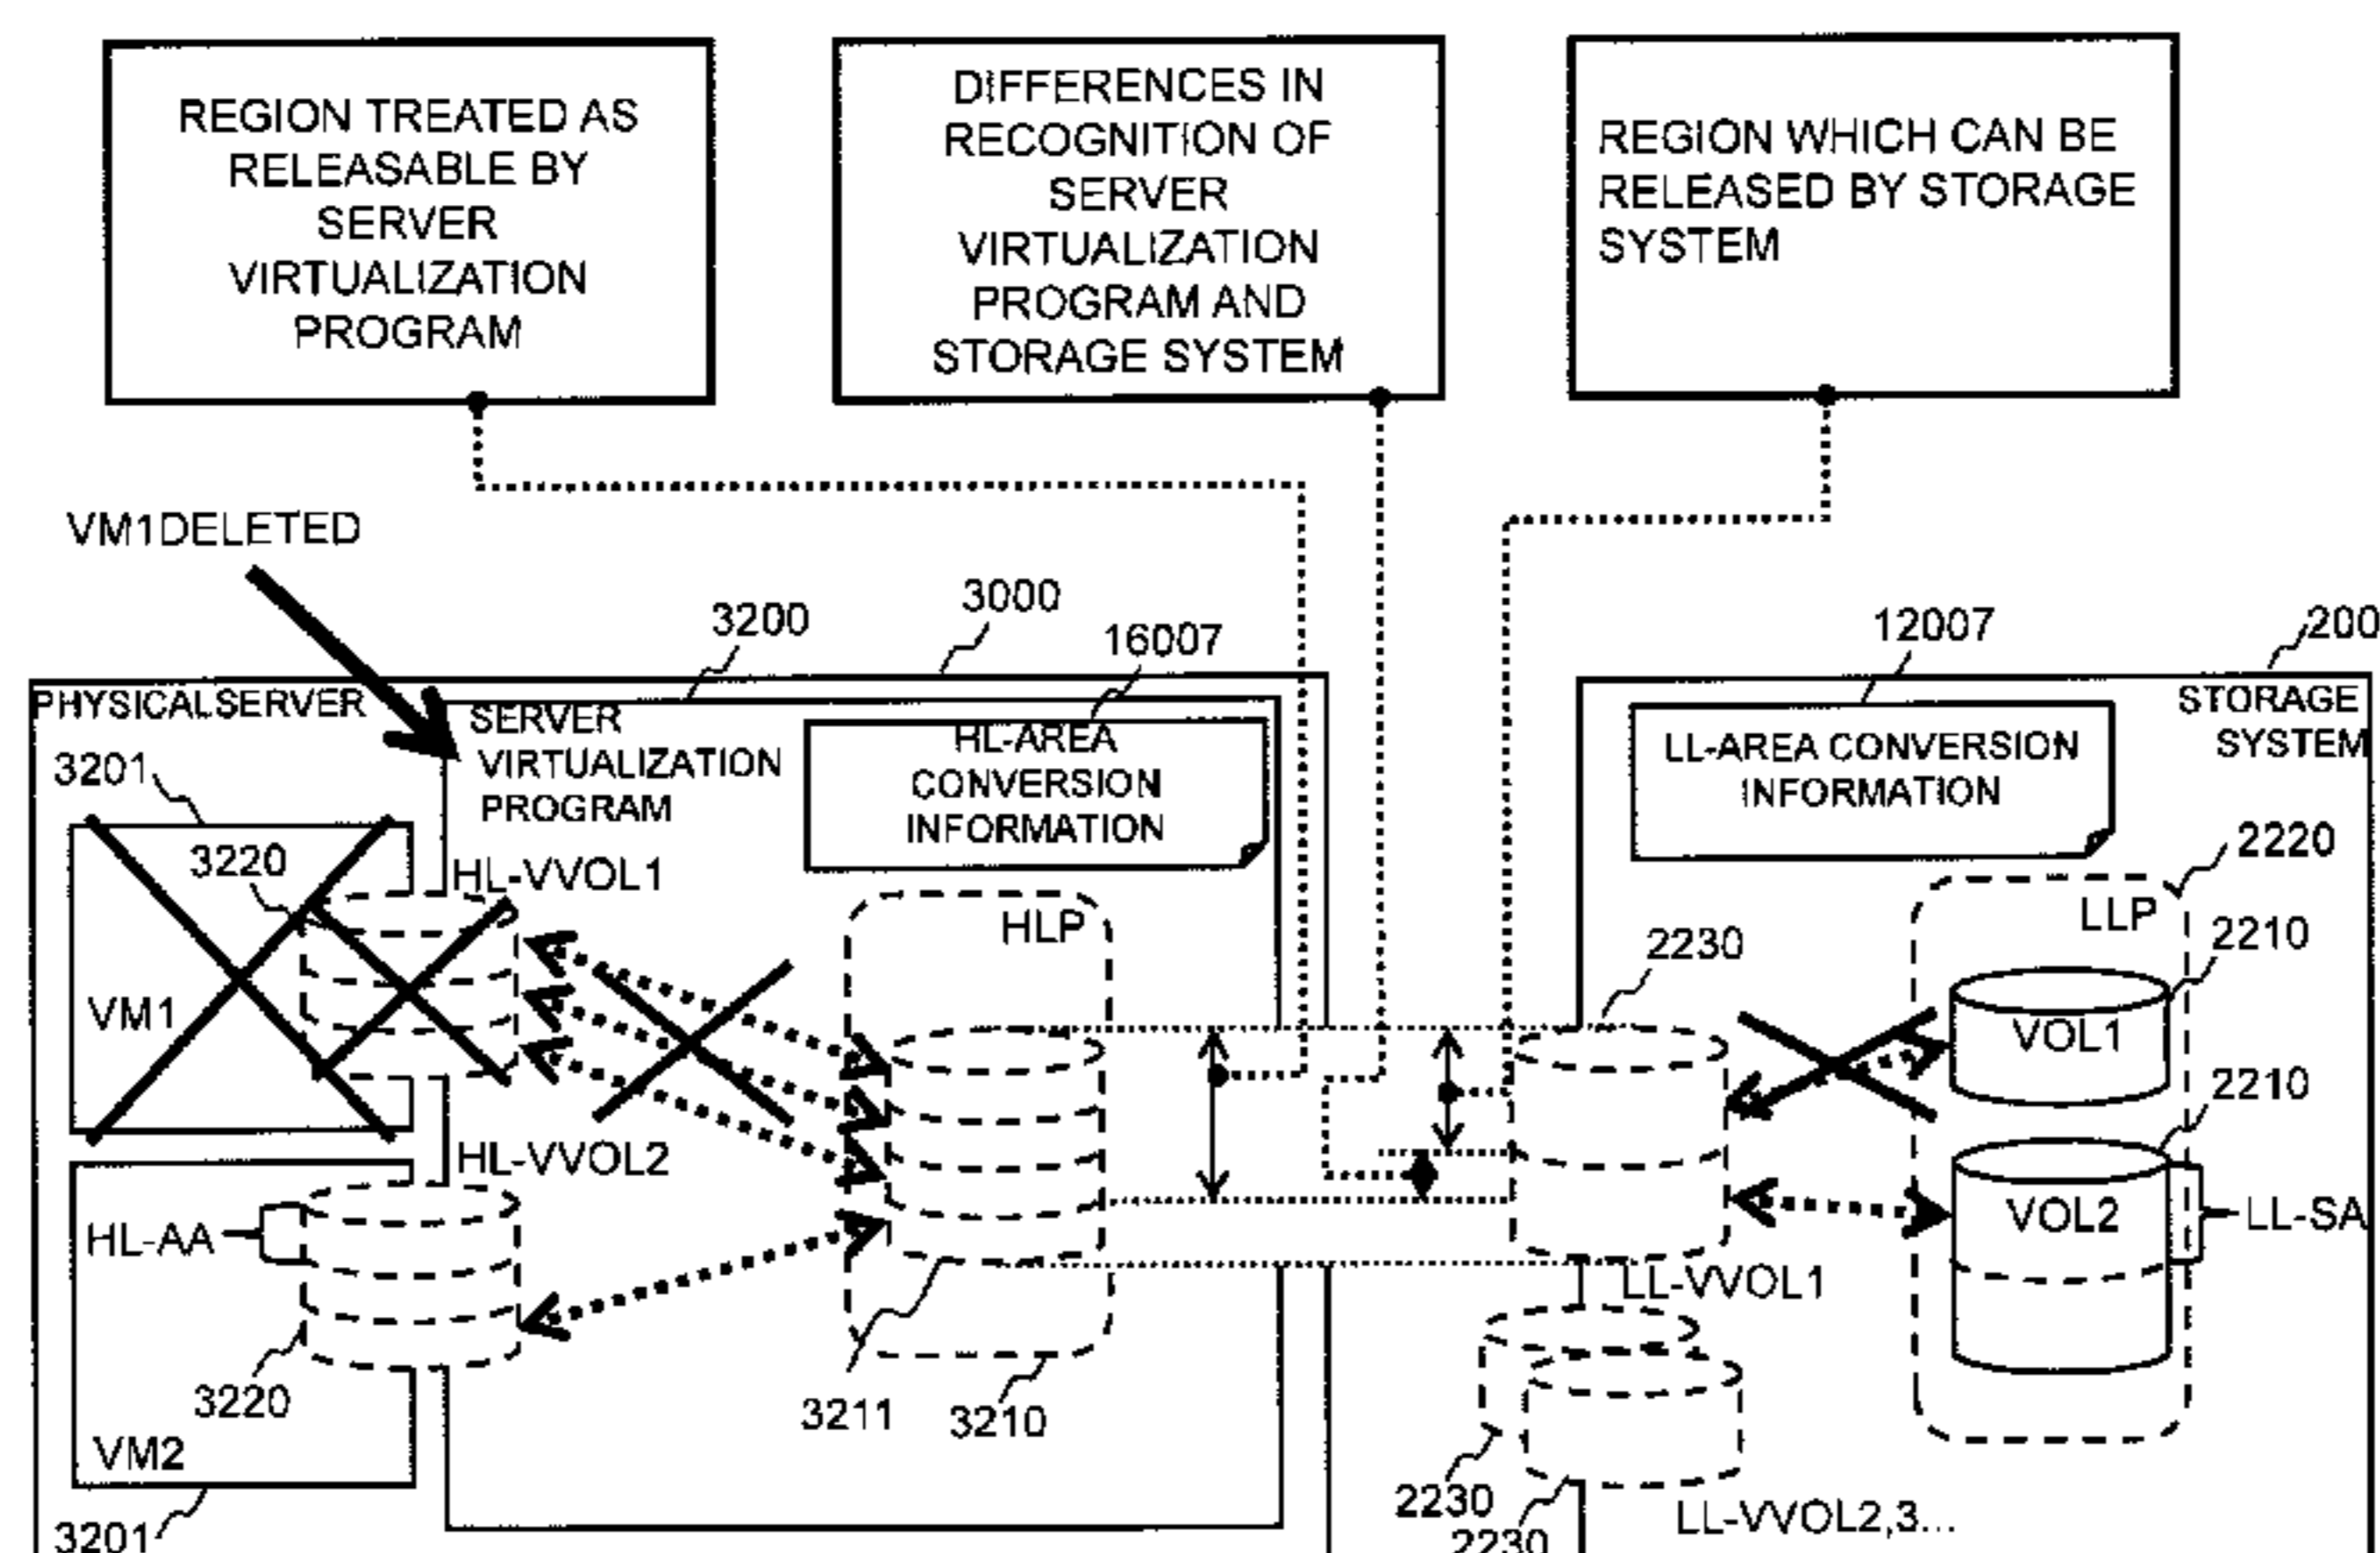 REGION TREATED AS
RELEASABLE BY
SERVER
VIRTUALIZATION
PROGRAM
DIFFERENCES IN
RECOGNITION OF
SERVER
VIRTUALIZATION
PROGRAM AND
STORAGE SYSTEM
REGION WHICH CAN BE
RELEASED BY STORAGE
SYSTEM
VM1DELETED
3200
3000
16007
12007
200
PHYSICALSERVER
SERVER
VIRTUALIZATION
PROGRAM
HL-AREA
CONVERSION
INFORMATION
LL-AREA CONVERSION
INFORMATION
STORAGE
SYSTEM
3201
3220
HL-VVOL1
VM1
HLP
2230
2220
LLP
2210
VOL1
2210
HL-VVOL2
HL-AA
VOL2
LL-SA
LL-VVOL1
3220
3211
3210
VM2
3201
2230
2230
LL-VVOL2,3...